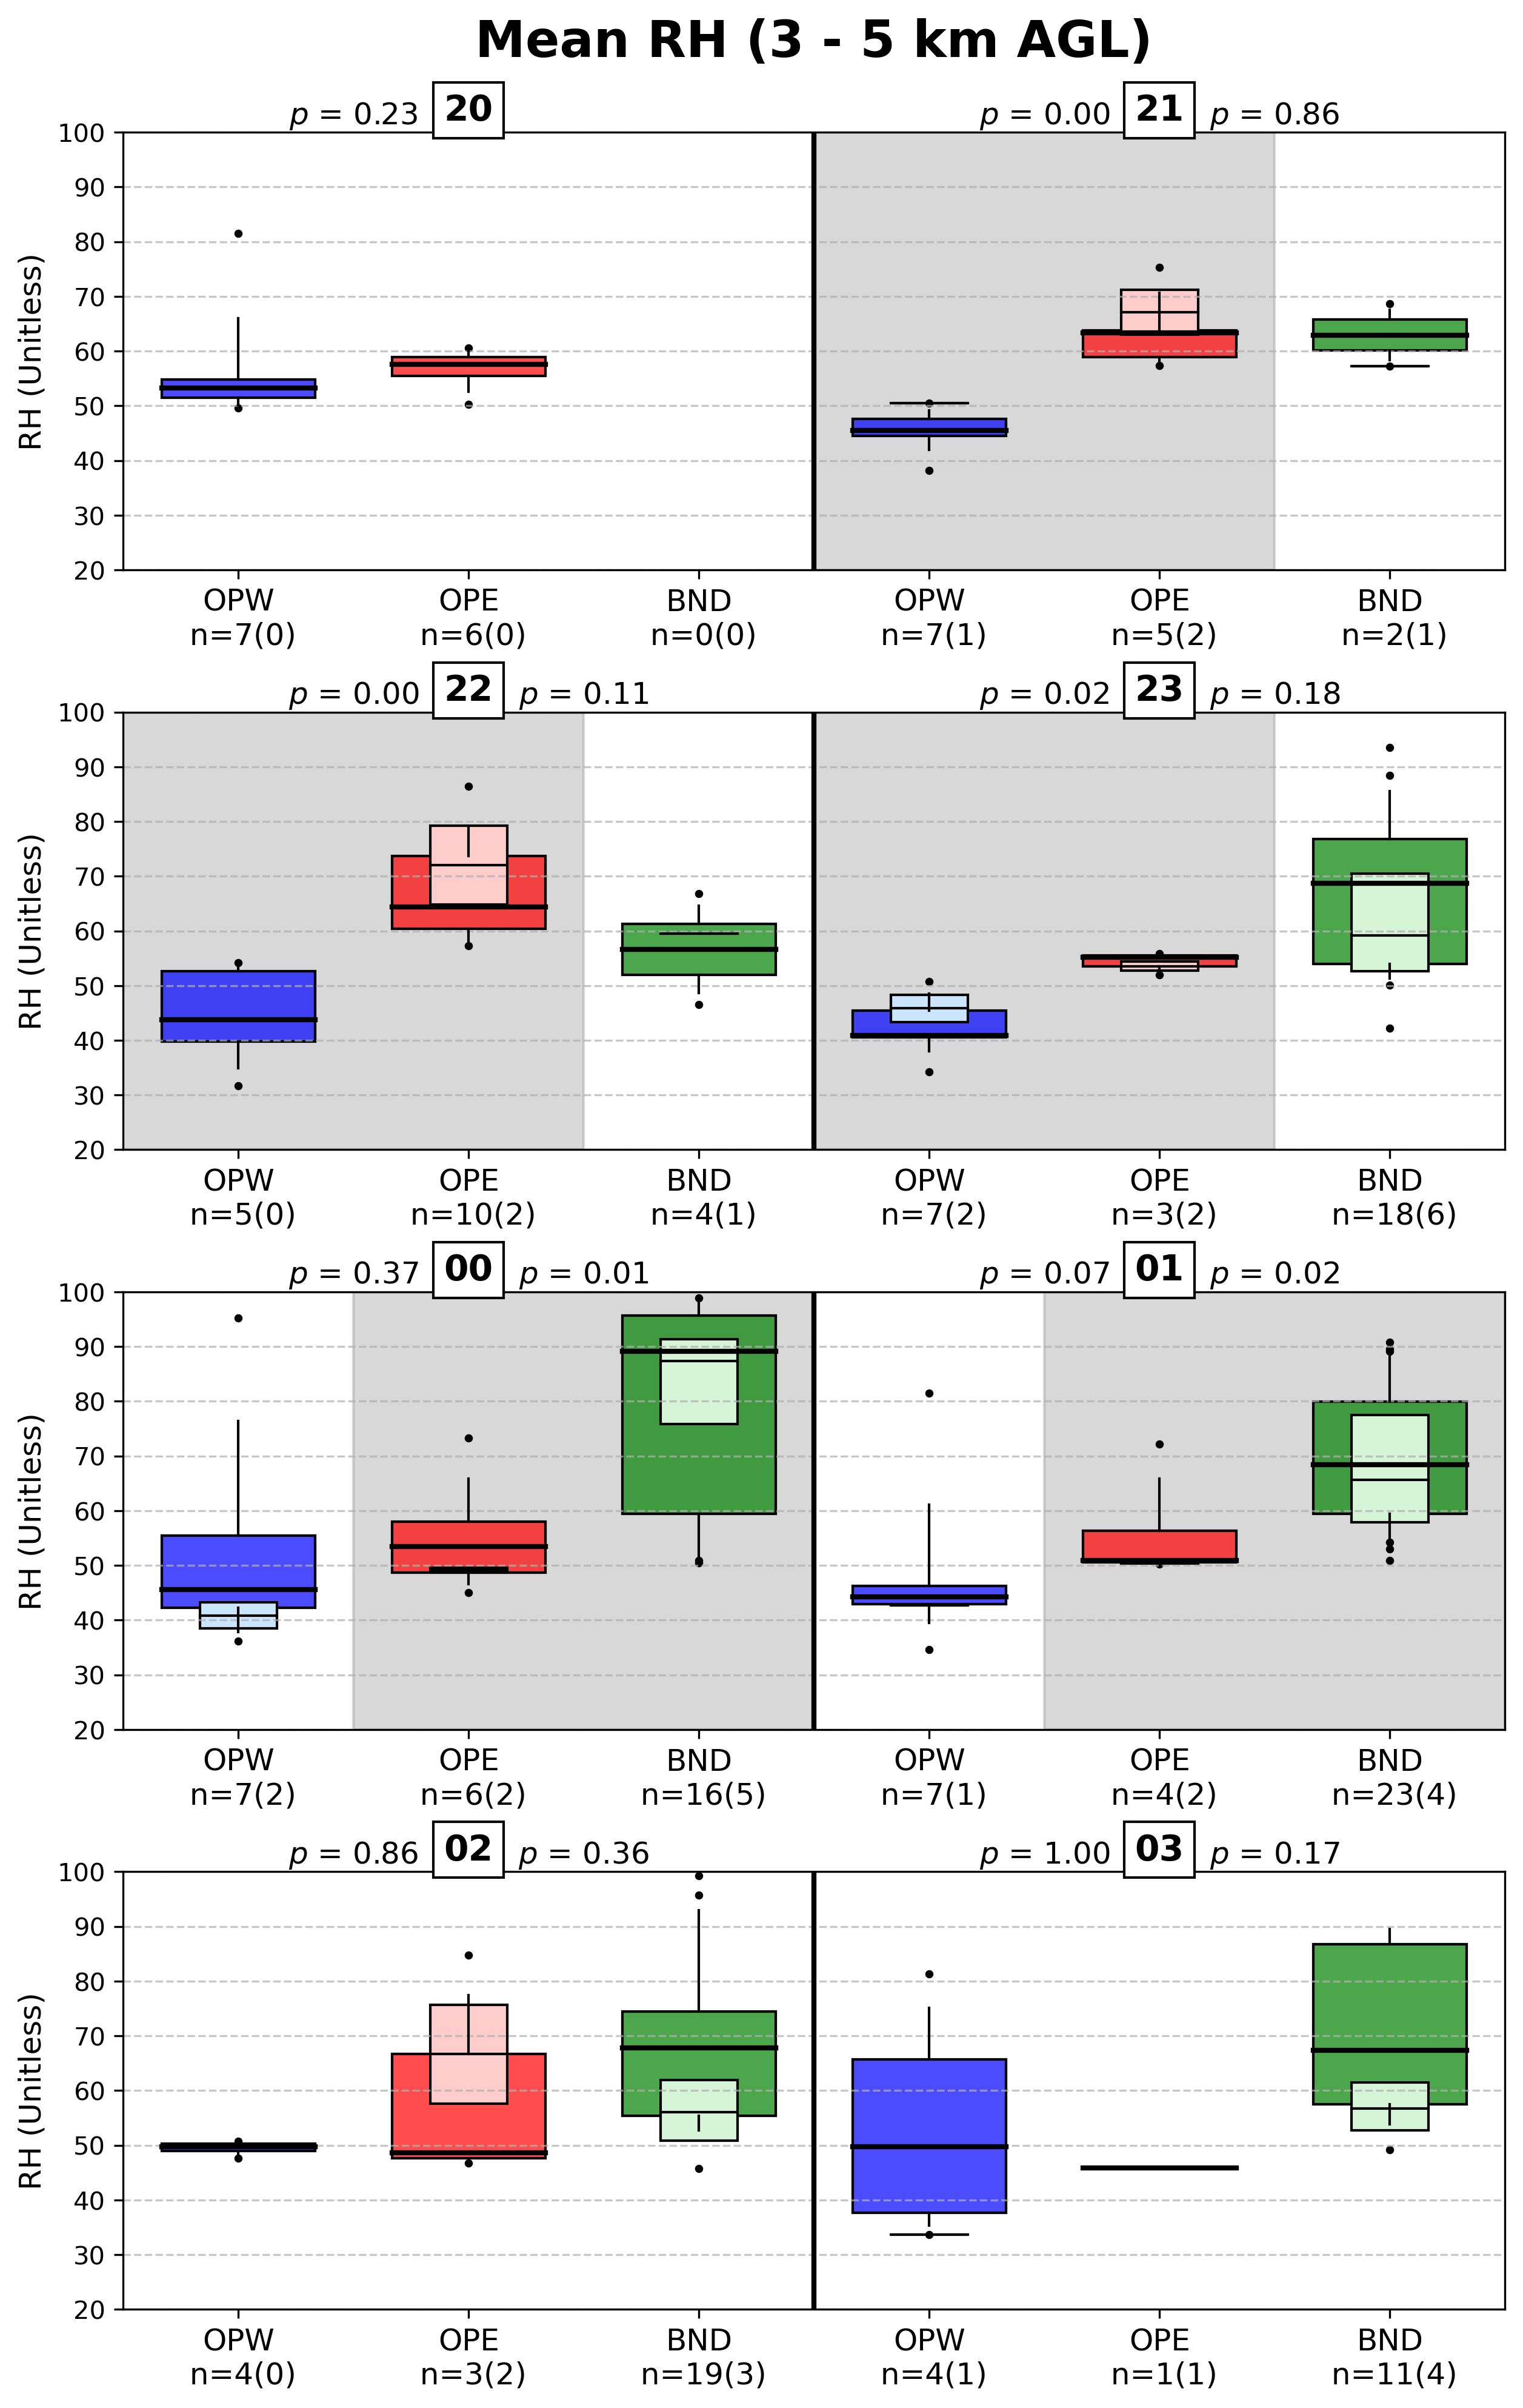 Mean RH (3 - 5 km AGL)
p = 0.23 20
p = 0.00 21 p = 0.86
100
90
80
70
60
50
40
30
20
RH (Unitless)
OPW OPE BND OPW OPE BND
n=7(0) n=6(0) n=0(0) n=7(1) n=5(2) n=2(1)
p = 0.00 22 p = 0.11
p = 0.02 23 p = 0.18
100
90
80
70
60
50
40
30
20
RH (Unitless)
OPW OPE BND OPW OPE BND
n=5(0) n=10(2) n=4(1) n=7(2) n=3(2) n=18(6)
p = 0.37 00 p = 0.01
p = 0.07 01 p = 0.02
100
90
80
70
60
50
40
30
20
RH (Unitless)
OPW OPE BND OPW OPE BND
n=7(2) n=6(2) n=16(5) n=7(1) n=4(2) n=23(4)
p = 0.86 02 p = 0.36
p = 1.00 03 p = 0.17
100
90
80
70
60
50
40
30
20
RH (Unitless)
OPW OPE BND OPW OPE BND
n=4(0) n=3(2) n=19(3) n=4(1) n=1(1) n=11(4)